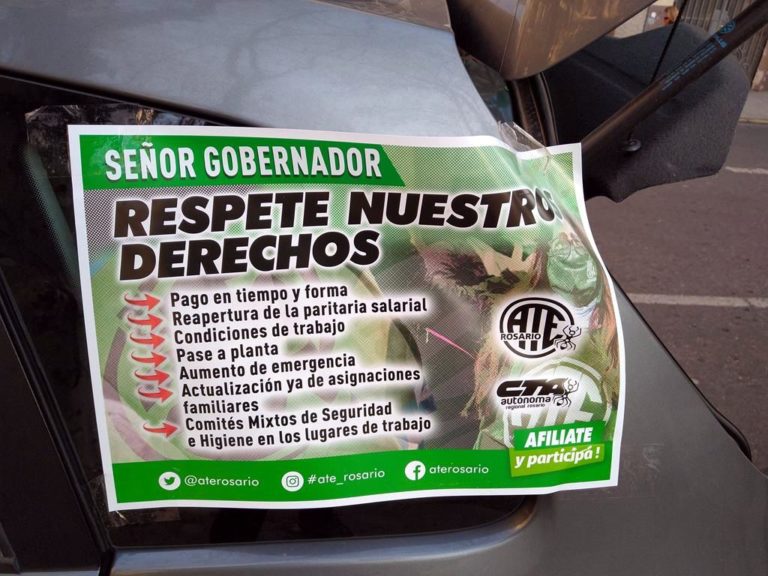 SEÑOR GOBERNADOR
RESPETE NUESTROS
DERECHOS
Pago en tiempo y forma
Reapertura de la paritaria salarial
Condiciones de trabajo
Pase a planta
Aumento de emergencia
Actualización ya de asignaciones
familiares
Comités Mixtos de Seguridad
e Higiene en los lugares de trabajo
ATE
ROSARIO
CTA
autónoma
regional rosario
AFILIATE
y participá!
@aterosario
#ate_rosario
aterosario